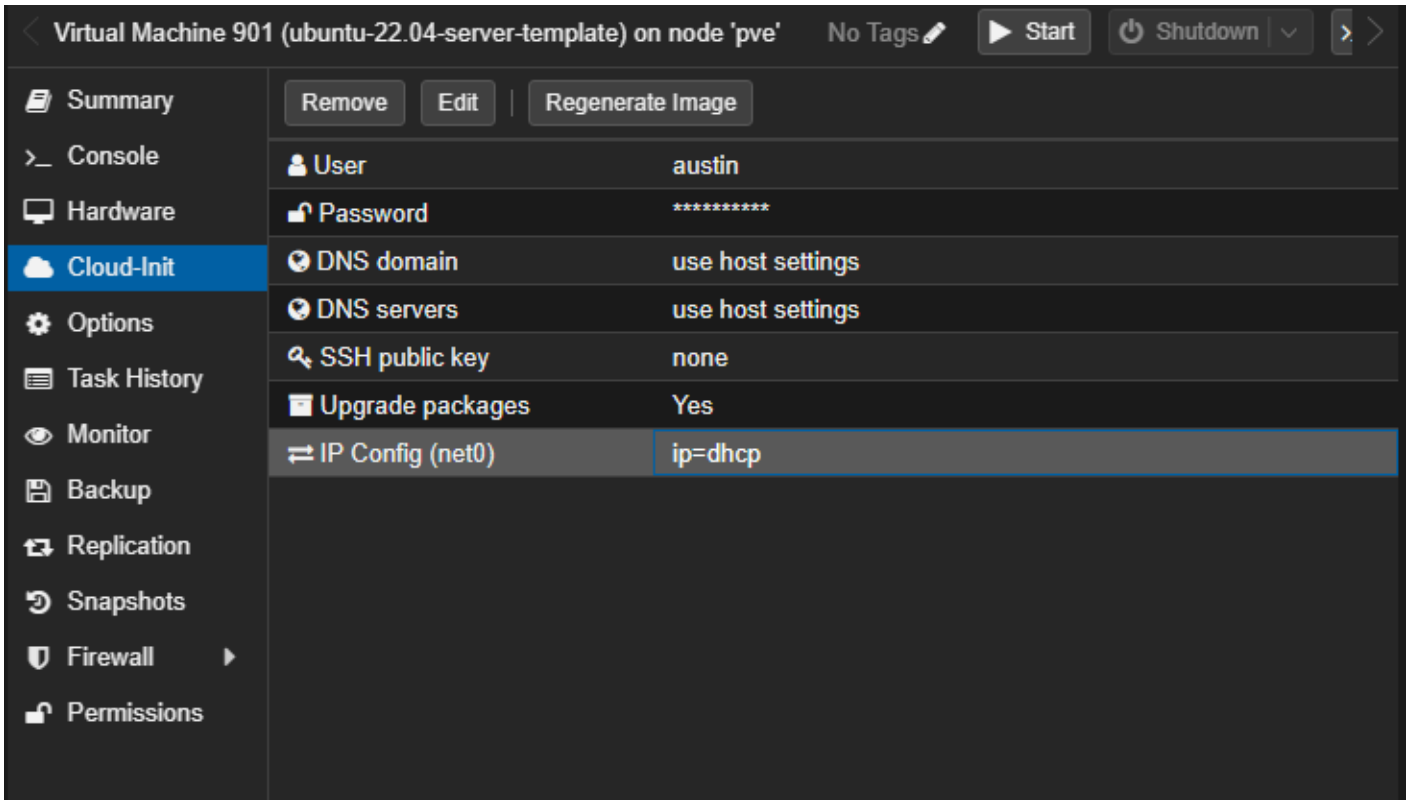 Virtual Machine 901 (ubuntu-22.04-server-template) on node 'pve' No Tags Start Shutdown
Summary
Console
Hardware
Cloud-Init
Options
Task History
Monitor
Backup
Replication
Snapshots
Firewall
Permissions
Remove Edit Regenerate Image
User austin
Password **********
DNS domain use host settings
DNS servers use host settings
SSH public key none
Upgrade packages Yes
IP Config (net0) ip=dhcp